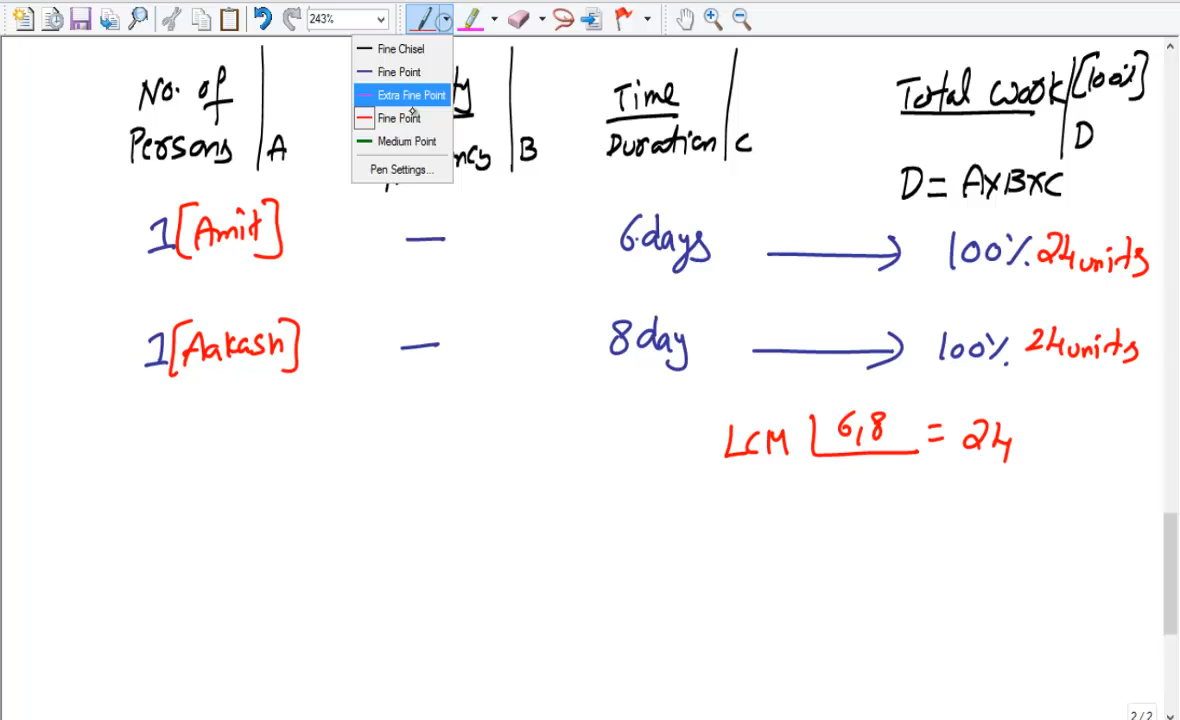 243%
Fine Chisel
Fine Point
Extra Fine Point
Fine Point
Medium Point
Pen Settings...
No. of Persons A
B
Time Duration C
Total work [100%] D
D = A×B×C
1 [Amit] — 6 days → 100% 24 units
1 [Aakash] — 8 day → 100% 24 units
LCM 6,8 = 24
2/2